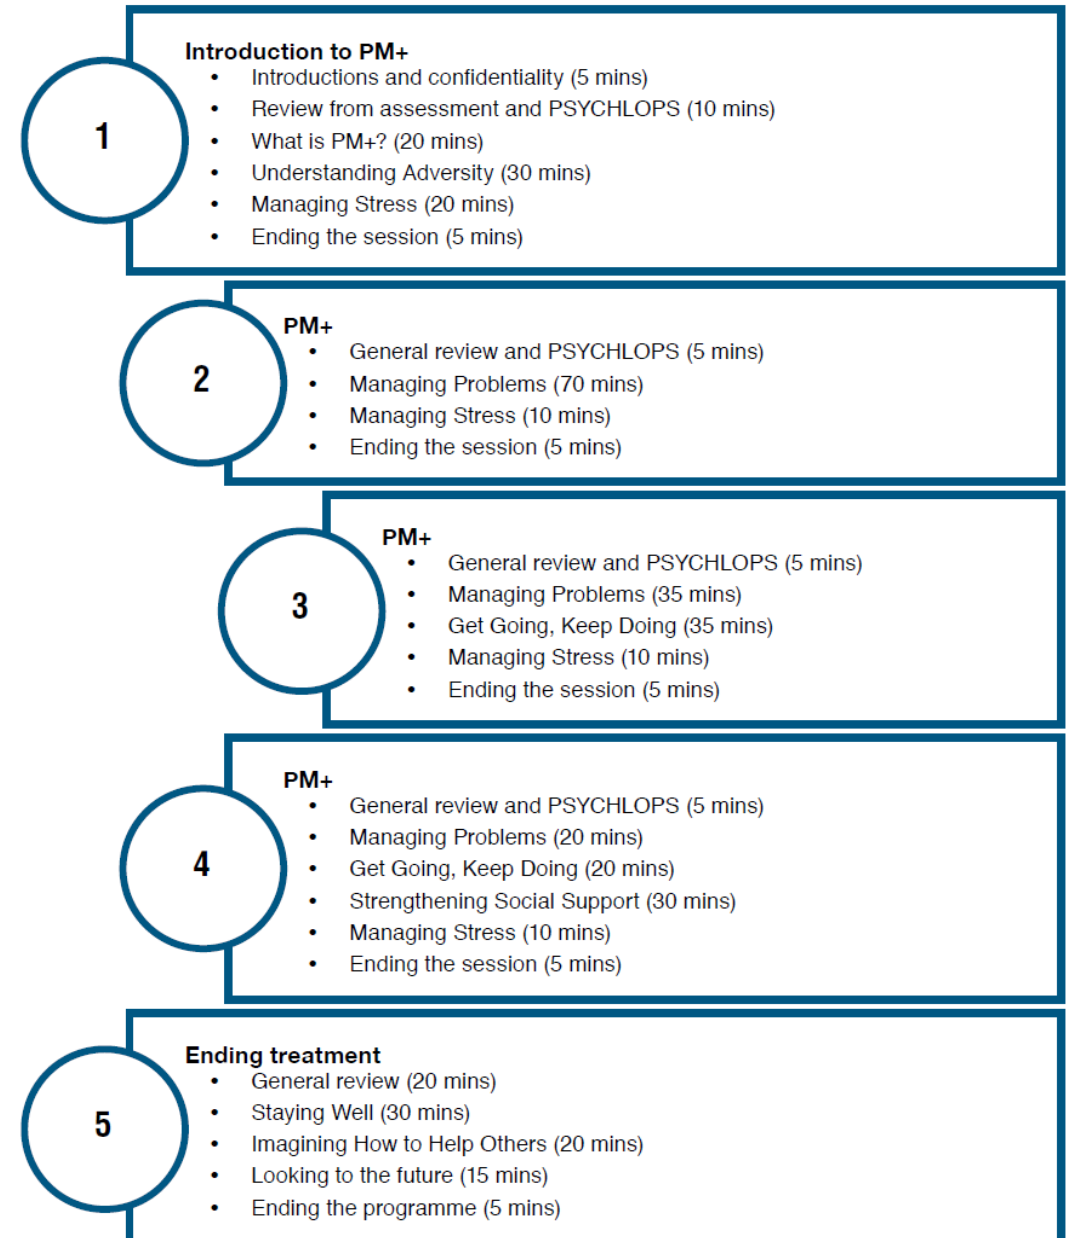 1
Introduction to PM+
• Introductions and confidentiality (5 mins)
• Review from assessment and PSYCHLOPS (10 mins)
• What is PM+? (20 mins)
• Understanding Adversity (30 mins)
• Managing Stress (20 mins)
• Ending the session (5 mins)
2
PM+
• General review and PSYCHLOPS (5 mins)
• Managing Problems (70 mins)
• Managing Stress (10 mins)
• Ending the session (5 mins)
3
PM+
• General review and PSYCHLOPS (5 mins)
• Managing Problems (35 mins)
• Get Going, Keep Doing (35 mins)
• Managing Stress (10 mins)
• Ending the session (5 mins)
4
PM+
• General review and PSYCHLOPS (5 mins)
• Managing Problems (20 mins)
• Get Going, Keep Doing (20 mins)
• Strengthening Social Support (30 mins)
• Managing Stress (10 mins)
• Ending the session (5 mins)
5
Ending treatment
• General review (20 mins)
• Staying Well (30 mins)
• Imagining How to Help Others (20 mins)
• Looking to the future (15 mins)
• Ending the programme (5 mins)